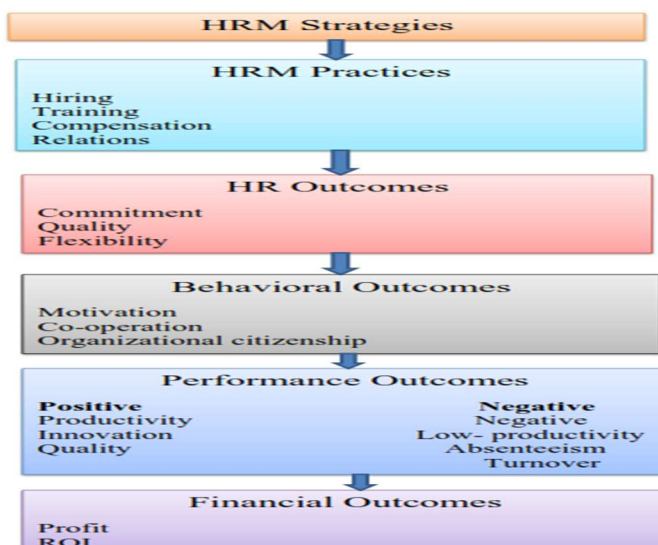 HRM Strategies
HRM Practices
Hiring
Training
Compensation
Relations
HR Outcomes
Commitment
Quality
Flexibility
Behavioral Outcomes
Motivation
Co-operation
Organizational citizenship
Performance Outcomes
Positive Negative
Productivity Negative
Innovation Low- productivity
Quality Absenteeism
Turnover
Financial Outcomes
Profit
ROI